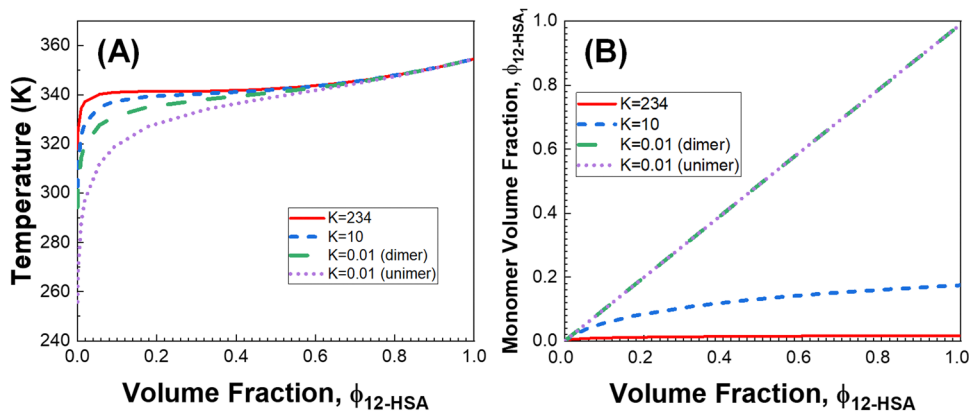 (A)
Temperature (K)
360
340
320
300
280
260
240
K=234
K=10
K=0.01 (dimer)
K=0.01 (unimer)
0.0 0.2 0.4 0.6 0.8 1.0
Volume Fraction, ϕ12-HSA
(B)
Monomer Volume Fraction, ϕ12-HSA1
1.0
0.8
0.6
0.4
0.2
0.0
K=234
K=10
K=0.01 (dimer)
K=0.01 (unimer)
0.0 0.2 0.4 0.6 0.8 1.0
Volume Fraction, ϕ12-HSA